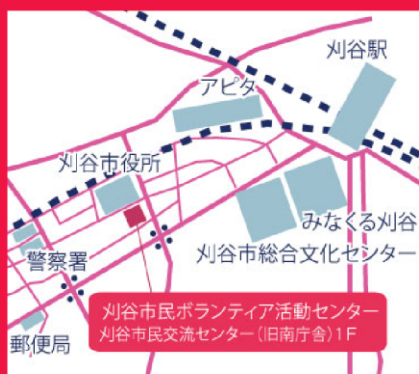 刈谷駅
アピタ
刈谷市役所
みなくる刈谷
刈谷市総合文化センター
警察署
刈谷市民ボランティア活動センター
刈谷市民交流センター(旧南庁舎)1F
郵便局